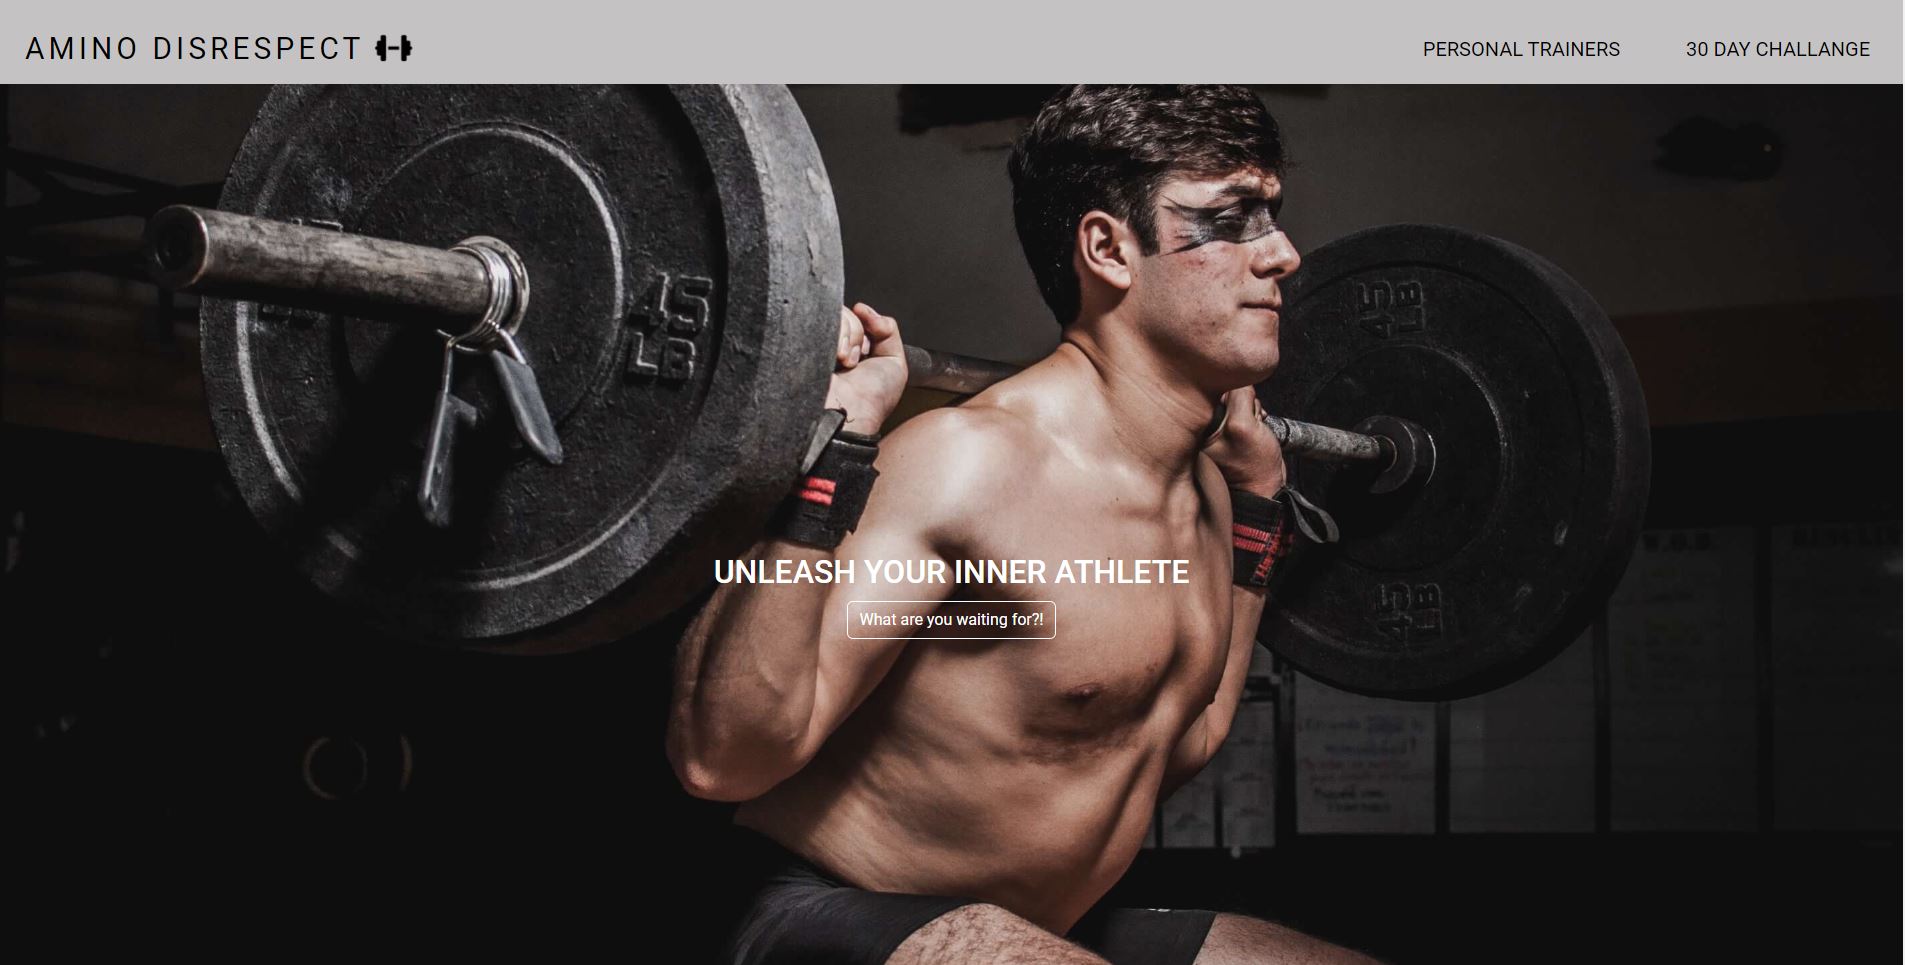 AMINO DISRESPECT
PERSONAL TRAINERS
30 DAY CHALLANGE
45
LB
45
LB
UNLEASH YOUR INNER ATHLETE
What are you waiting for?!
45
LB